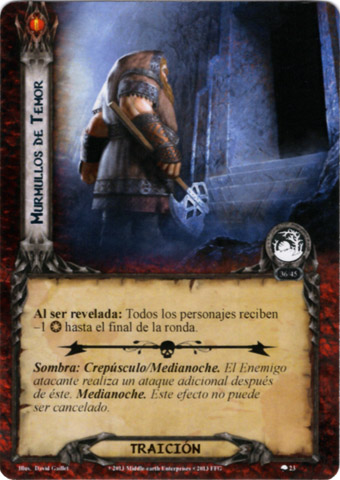 MURMULLOS DE TEMOR
36/45
Al ser revelada: Todos los personajes reciben
–1 hasta el final de la ronda.
Sombra: Crepúsculo/Medianoche. El Enemigo
atacante realiza un ataque adicional después
de éste. Medianoche. Este efecto no puede
ser cancelado.
TRAICIÓN
Illus. David Gaillet
©2013 Middle-earth Enterprises ©2013 FFG
23